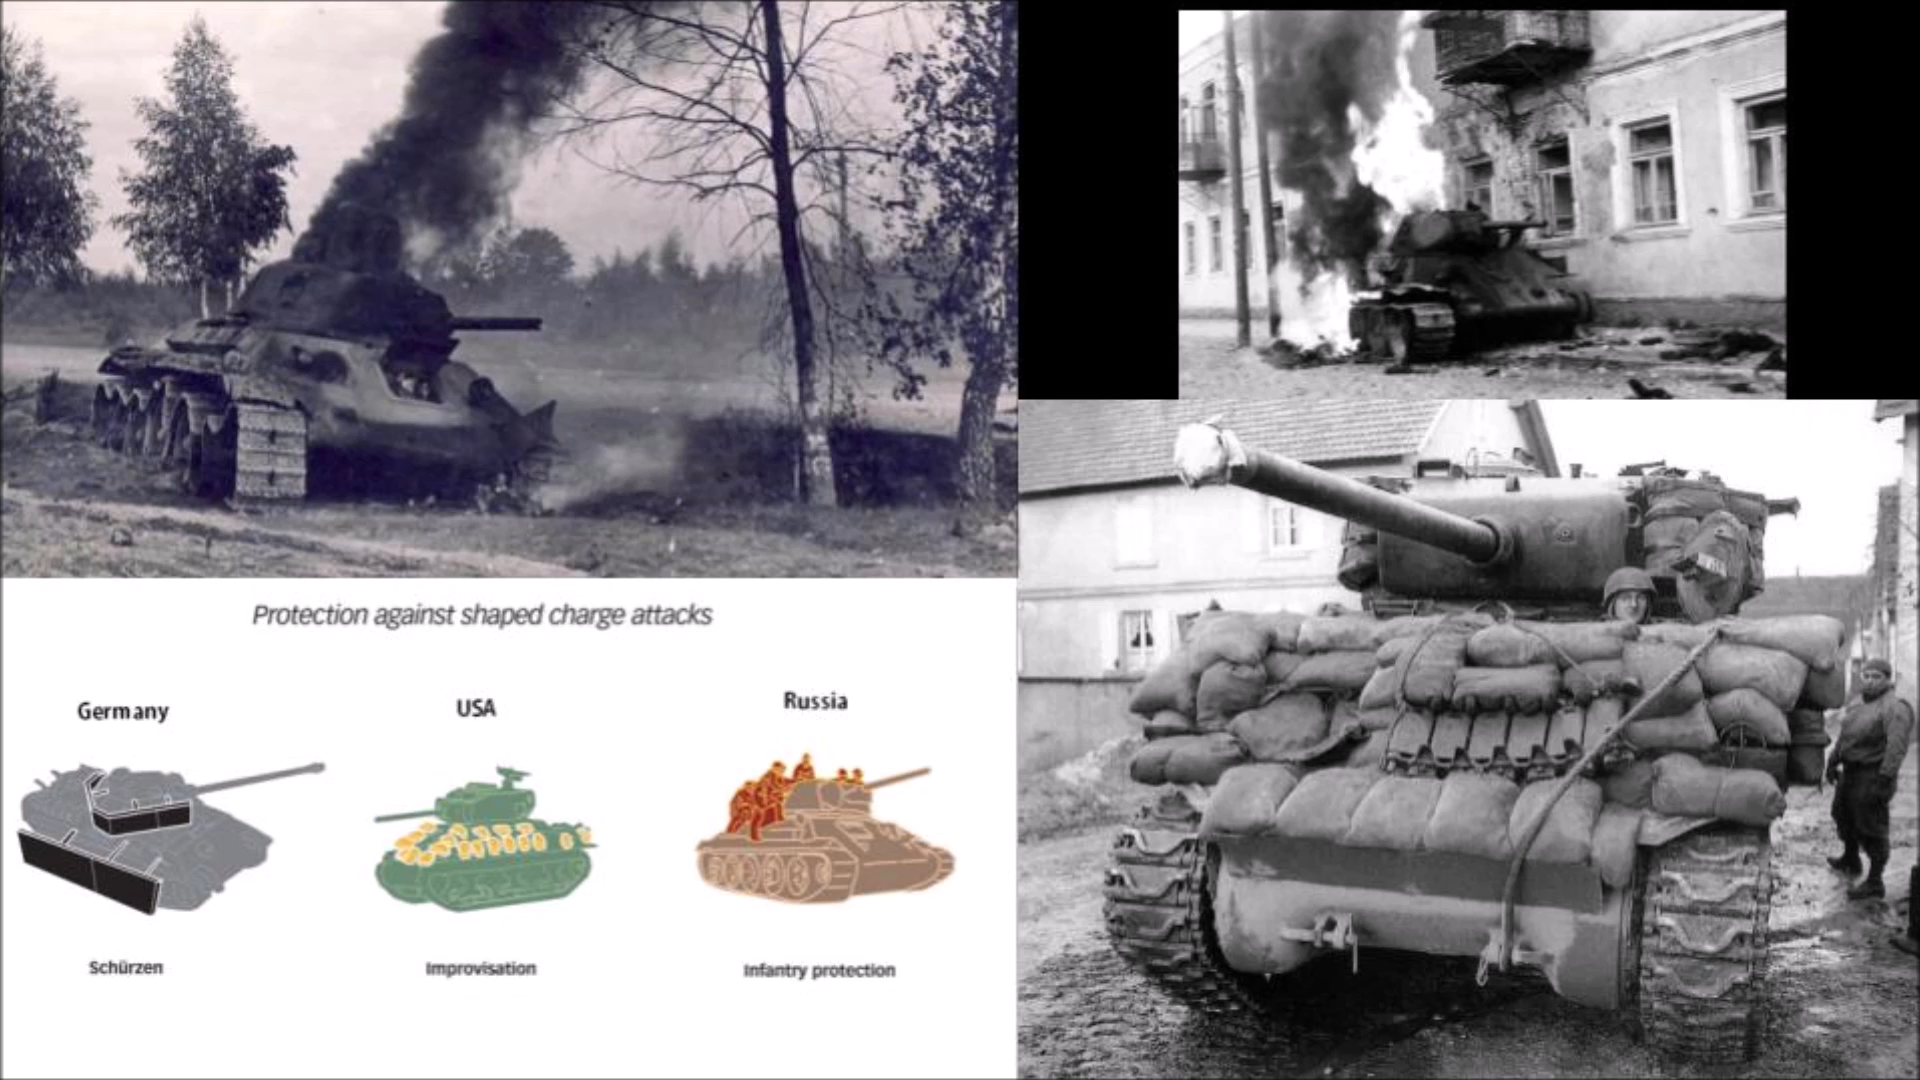 Protection against shaped charge attacks
Germany
USA
Russia
Schürzen
Improvisation
Infantry protection